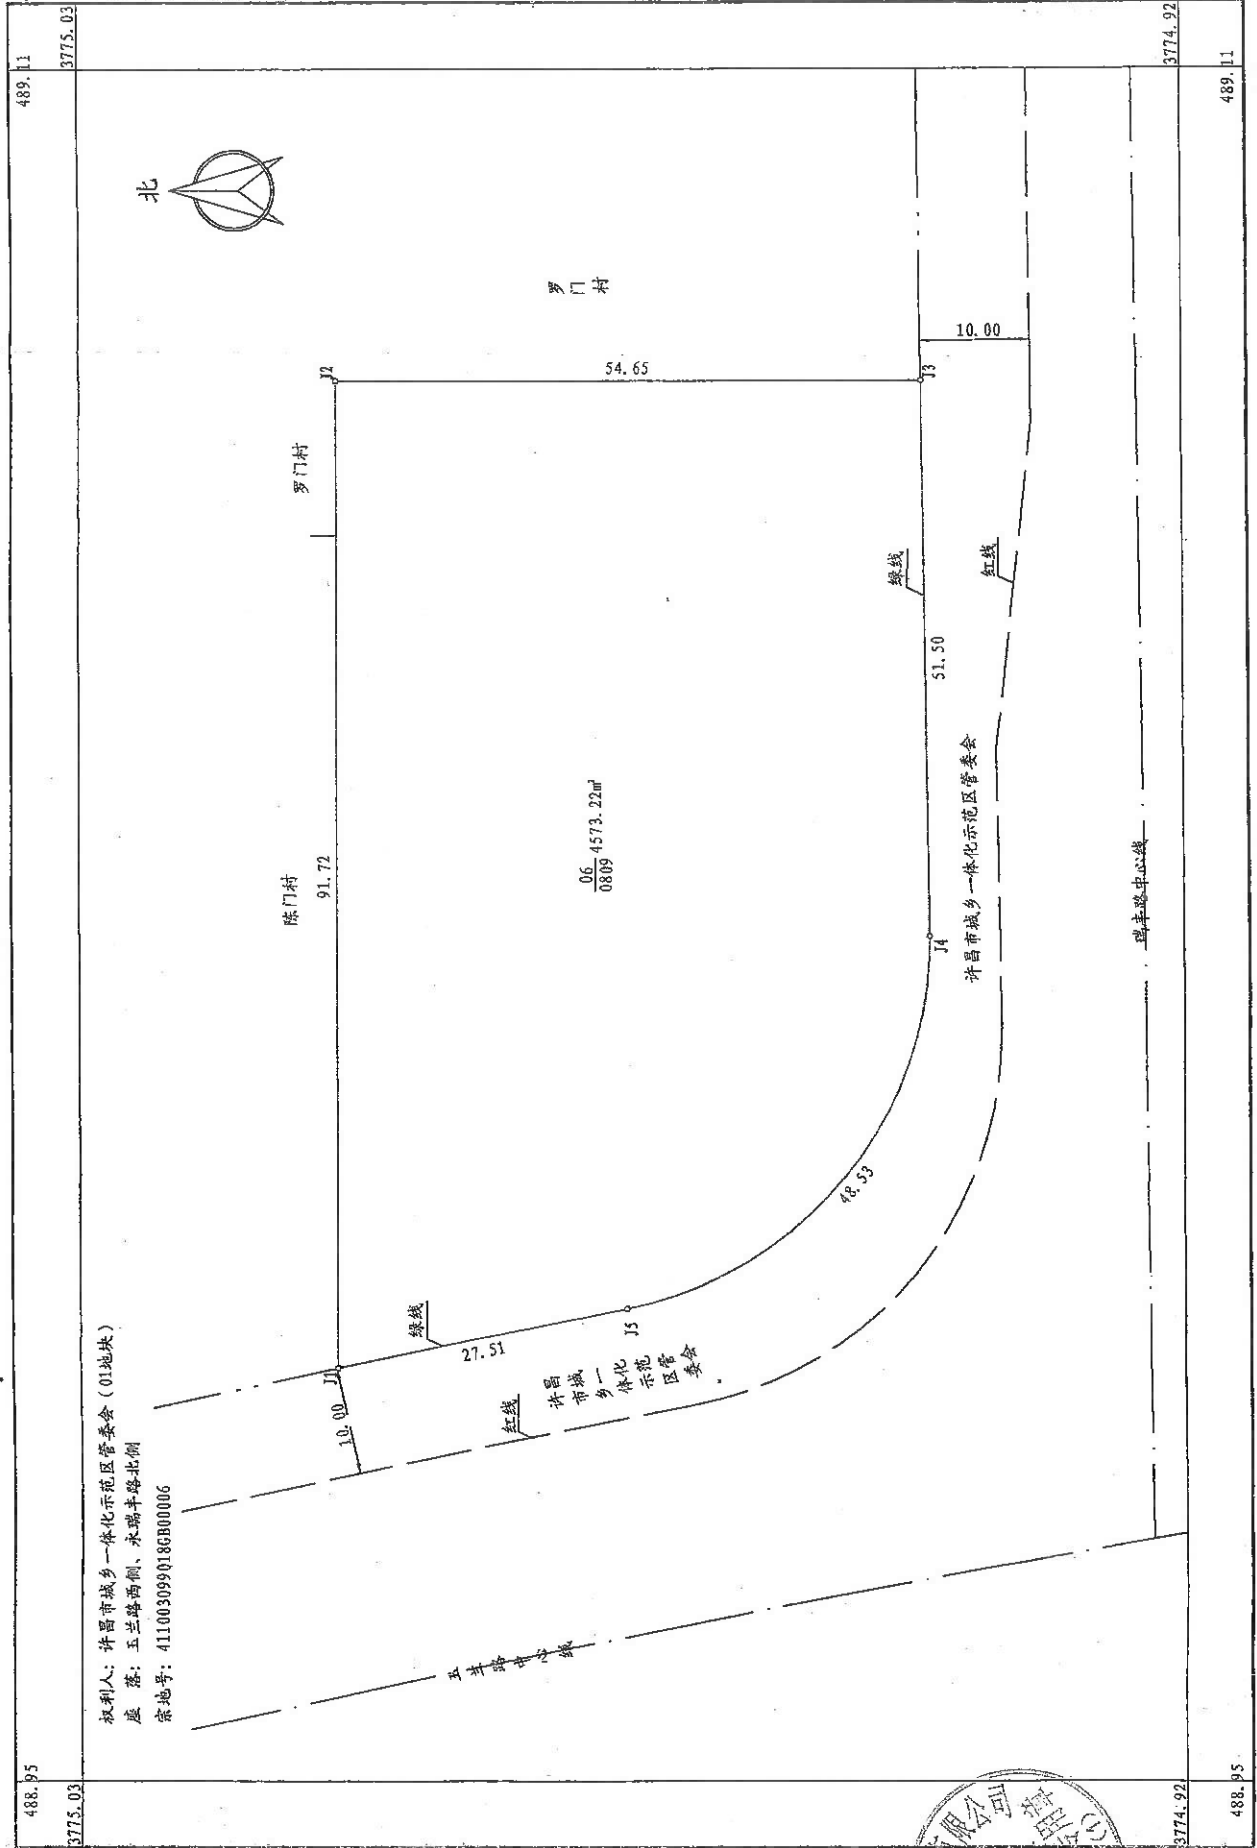 488.95
489.11
3775.03
3775.03
权利人：许昌市城乡一体化示范区管委会（01地块）
座 落：玉兰路西侧、永瑞丰路北侧
宗地号：411003099018GB00006
北
陈门村
罗门村
91.72
J1
J2
罗门村
10.00
绿线
27.51
红线
许昌
市城
乡一
体化
示范
区管
委会
54.65
06
0809
4573.22㎡
J5
48.53
J4
51.50
J3
绿线
红线
10.00
许昌市城乡一体化示范区管委会
路中心线
瑞丰路中心线
限公司
3774.92
3774.92
488.95
489.11